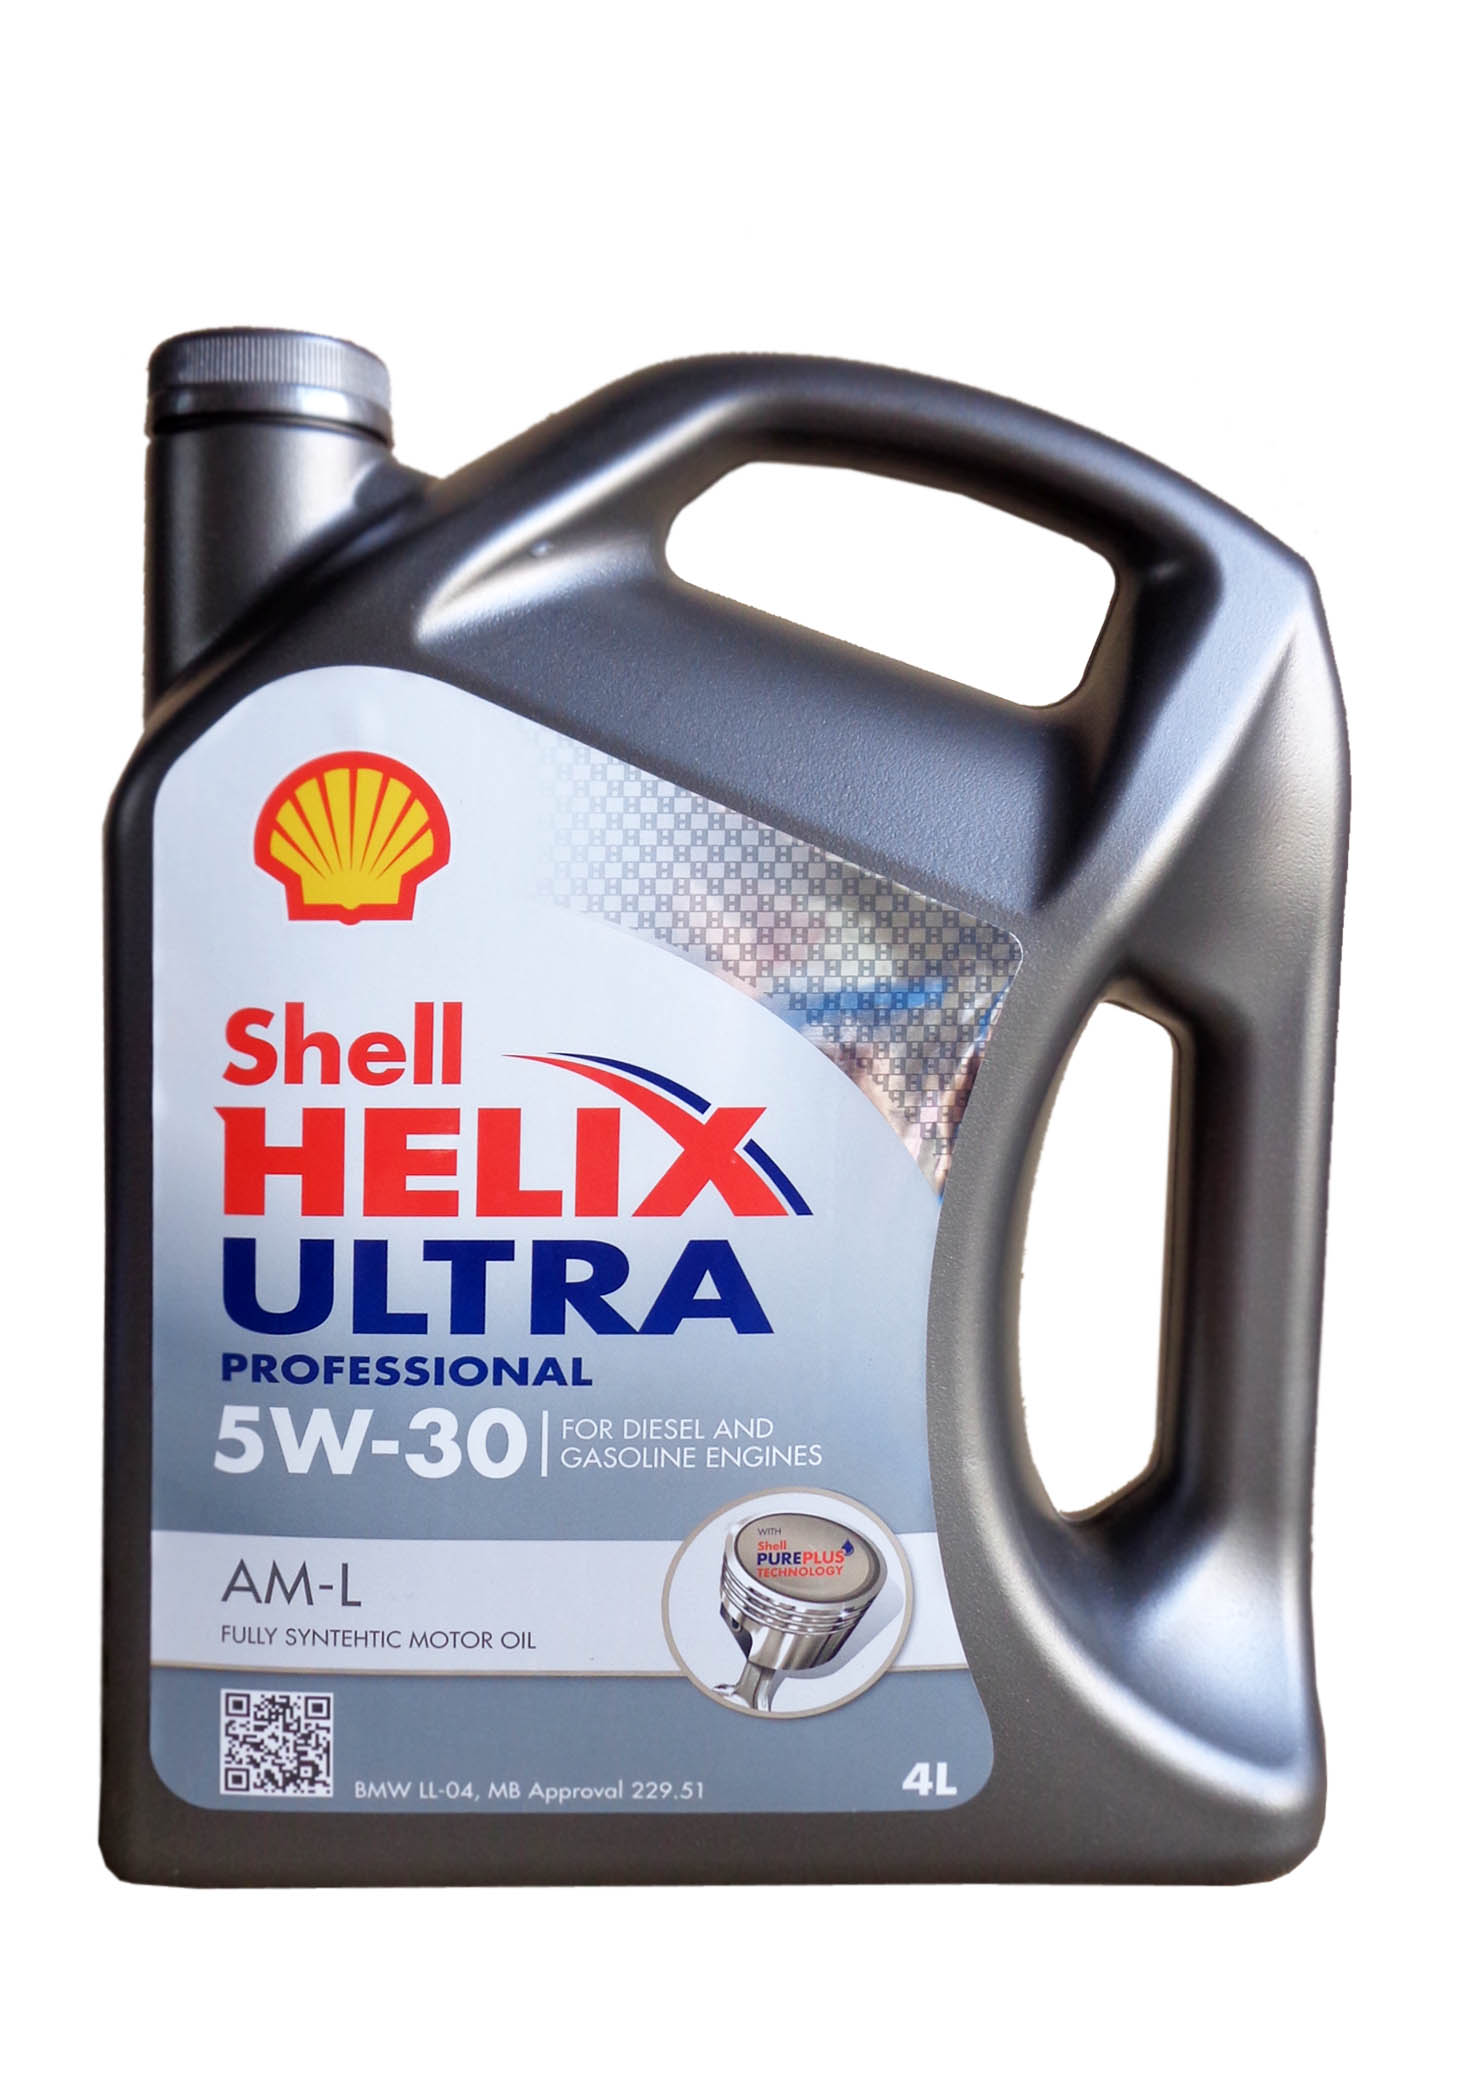 Shell
HELIX
ULTRA
PROFESSIONAL
5W-30
FOR DIESEL AND
GASOLINE ENGINES
AM-L
FULLY SYNTEHTIC MOTOR OIL
WITH
Shell
PUREPLUS
TECHNOLOGY
BMW LL-04, MB Approval 229.51
4L